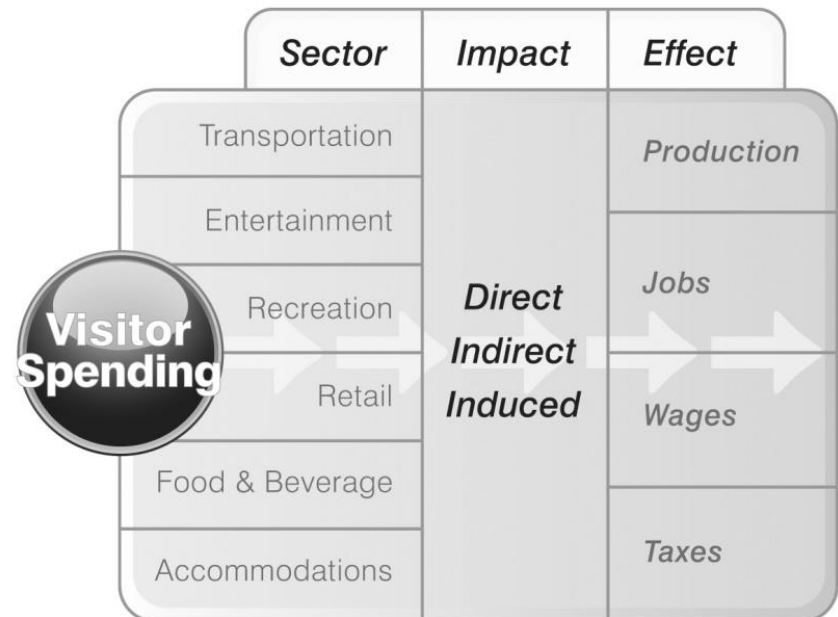 Sector
Impact
Effect
Transportation
Entertainment
Recreation
Retail
Food & Beverage
Accommodations
Visitor
Spending
Direct
Indirect
Induced
Production
Jobs
Wages
Taxes